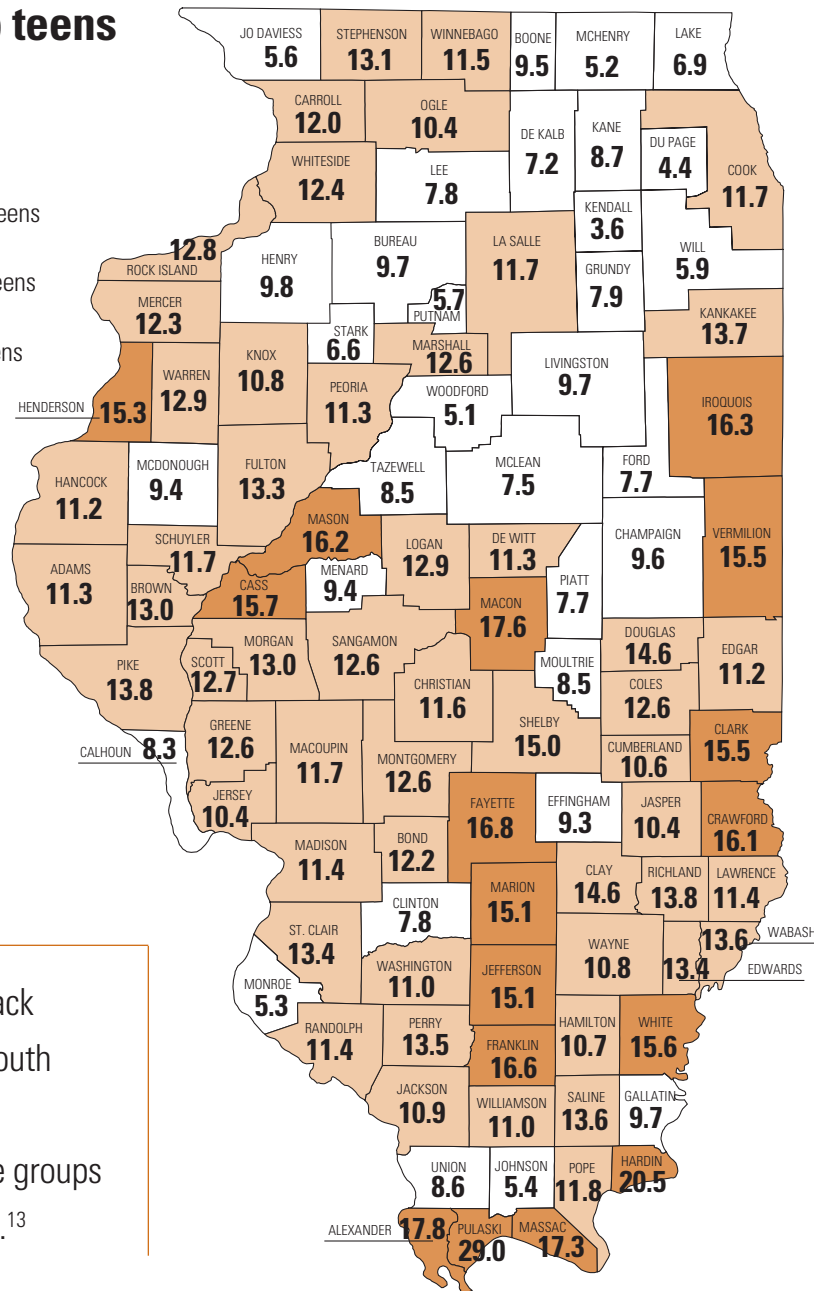 teens
JO DAVIESS
5.6
STEPHENSON
13.1
WINNEBAGO
11.5
BOONE
9.5
MCHENRY
5.2
LAKE
6.9
CARROLL
12.0
OGLE
10.4
DE KALB
7.2
KANE
8.7
DU PAGE
4.4
COOK
11.7
WHITESIDE
12.4
LEE
7.8
KENDALL
3.6
eens
12.8
ROCK ISLAND
HENRY
9.8
BUREAU
9.7
LA SALLE
11.7
WILL
5.9
GRUNDY
7.9
eens
MERCER
12.3
5.7
PUTNAM
KANKAKEE
13.7
STARK
6.6
MARSHALL
12.6
ens
KNOX
10.8
WARREN
12.9
PEORIA
11.3
LIVINGSTON
9.7
WOODFORD
5.1
HENDERSON
15.3
IROQUOIS
16.3
HANCOCK
11.2
MCDONOUGH
9.4
FULTON
13.3
TAZEWELL
8.5
MCLEAN
7.5
FORD
7.7
MASON
16.2
SCHUYLER
11.7
LOGAN
12.9
DE WITT
11.3
CHAMPAIGN
9.6
VERMILION
15.5
ADAMS
11.3
BROWN
13.0
CASS
15.7
MENARD
9.4
MACON
17.6
PIATT
7.7
PIKE
13.8
SCOTT
12.7
MORGAN
13.0
SANGAMON
12.6
CHRISTIAN
11.6
MOULTRIE
8.5
DOUGLAS
14.6
EDGAR
11.2
COLES
12.6
CALHOUN
8.3
GREENE
12.6
MACOUPIN
11.7
MONTGOMERY
12.6
SHELBY
15.0
CUMBERLAND
10.6
CLARK
15.5
JERSEY
10.4
FAYETTE
16.8
EFFINGHAM
9.3
JASPER
10.4
CRAWFORD
16.1
MADISON
11.4
BOND
12.2
CLAY
14.6
RICHLAND
13.8
LAWRENCE
11.4
MARION
15.1
CLINTON
7.8
ST. CLAIR
13.4
WAYNE
10.8
13.6
WABASH
13.4
EDWARDS
WASHINGTON
11.0
JEFFERSON
15.1
MONROE
5.3
RANDOLPH
11.4
PERRY
13.5
HAMILTON
10.7
WHITE
15.6
FRANKLIN
16.6
JACKSON
10.9
WILLIAMSON
11.0
SALINE
13.6
GALLATIN
9.7
UNION
8.6
JOHNSON
5.4
POPE
11.8
HARDIN
20.5
ALEXANDER
17.8
PULASKI
29.0
MASSAC
17.3
ack
outh
e groups
.13